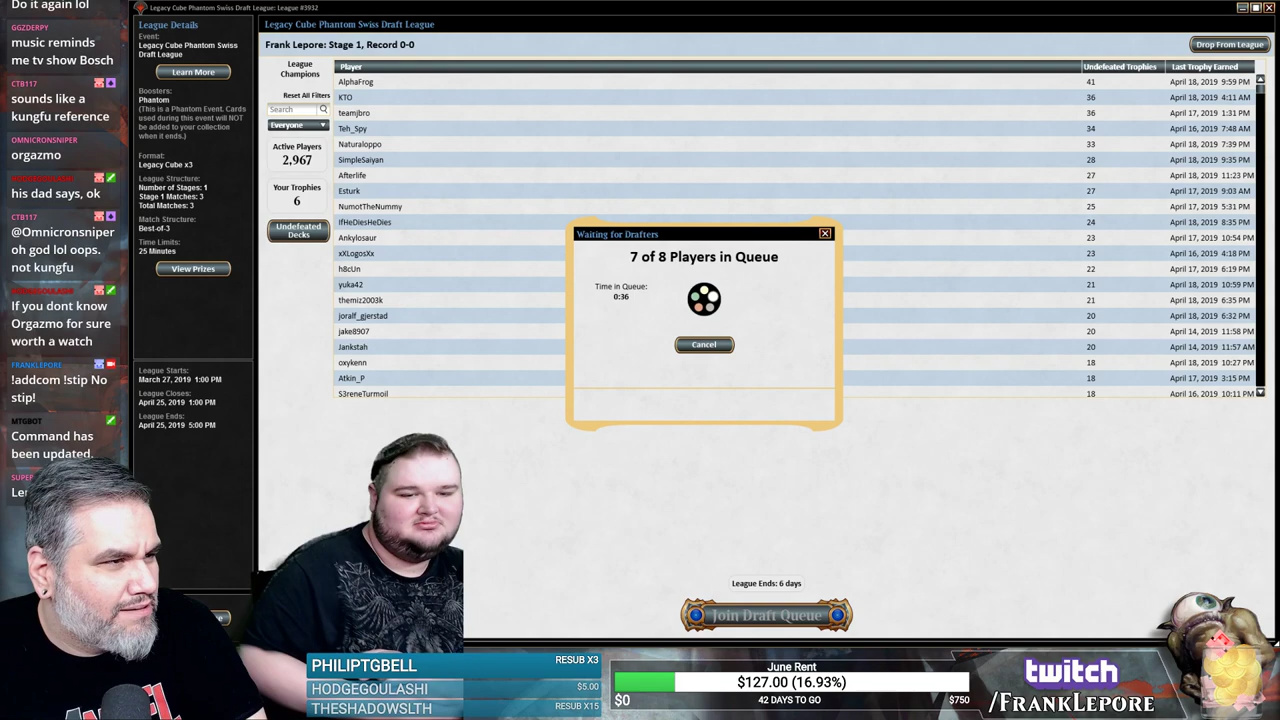 Do it again lol
GGZDERPY
music reminds
me tv show Bosch
CTB117
sounds like a
kungfu reference
OMNICRONSNIPER
orgazmo
HODGEGOULASHI
his dad says, ok
CTB117
@Omnicronsniper
oh god lol oops.
not kungfu
HODGEGOULASHI
If you dont know
Orgazmo for sure
worth a watch
FRANKLEPORE
!addcom !stip No
stip!
MTGBOT
Command has
been updated.
Legacy Cube Phantom Swiss Draft League: League #3932
League Details
Event:
Legacy Cube Phantom Swiss
Draft League
Learn More
Boosters:
Phantom
(This is a Phantom Event. Cards
used during this event will NOT
be added to your collection
when it ends.)
Format:
Legacy Cube x3
League Structure:
Number of Stages: 1
Stage 1 Matches: 3
Total Matches: 3
Match Structure:
Best-of-3
Time Limits:
25 Minutes
View Prizes
League Starts:
March 27, 2019 1:00 PM
League Closes:
April 25, 2019 1:00 PM
League Ends:
April 25, 2019 5:00 PM
Legacy Cube Phantom Swiss Draft League
Frank Lepore: Stage 1, Record 0-0
Drop From League
League
Champions
Reset All Filters
Search
Everyone
Active Players
2,967
Your Trophies
6
Undefeated
Decks
Player Undefeated Trophies Last Trophy Earned
AlphaFrog 41 April 18, 2019 9:59 PM
KTO 36 April 18, 2019 4:11 AM
teamjbro 36 April 17, 2019 1:31 PM
Teh_Spy 34 April 16, 2019 7:48 AM
Naturaloppo 33 April 18, 2019 7:39 PM
SimpleSaiyan 28 April 18, 2019 9:35 PM
Afterlife 27 April 18, 2019 11:23 PM
Esturk 27 April 17, 2019 9:03 AM
NumotTheNummy 25 April 17, 2019 5:31 PM
IfHeDiesHeDies 24 April 18, 2019 8:35 PM
Ankylosaur 23 April 17, 2019 10:54 PM
xXLogosXx 23 April 16, 2019 4:18 PM
h8cUn 22 April 17, 2019 6:19 PM
yuka42 21 April 18, 2019 10:59 PM
themiz2003k 21 April 18, 2019 6:35 PM
joralf_gjerstad 20 April 18, 2019 6:32 PM
jake8907 20 April 14, 2019 11:58 PM
Jankstah 20 April 14, 2019 11:57 AM
oxykenn 18 April 18, 2019 10:27 PM
Atkin_P 18 April 17, 2019 3:15 PM
S3reneTurmoil 18 April 16, 2019 10:11 PM
Waiting for Drafters
7 of 8 Players in Queue
Time in Queue:
0:36
Cancel
League Ends: 6 days
Join Draft Queue
PHILIPTGBELL RESUB X3
HODGEGOULASHI $5.00
THESHADOWSLTH RESUB X15
June Rent
$127.00 (16.93%)
$0 42 DAYS TO GO $750
twitch
/FrankLepore